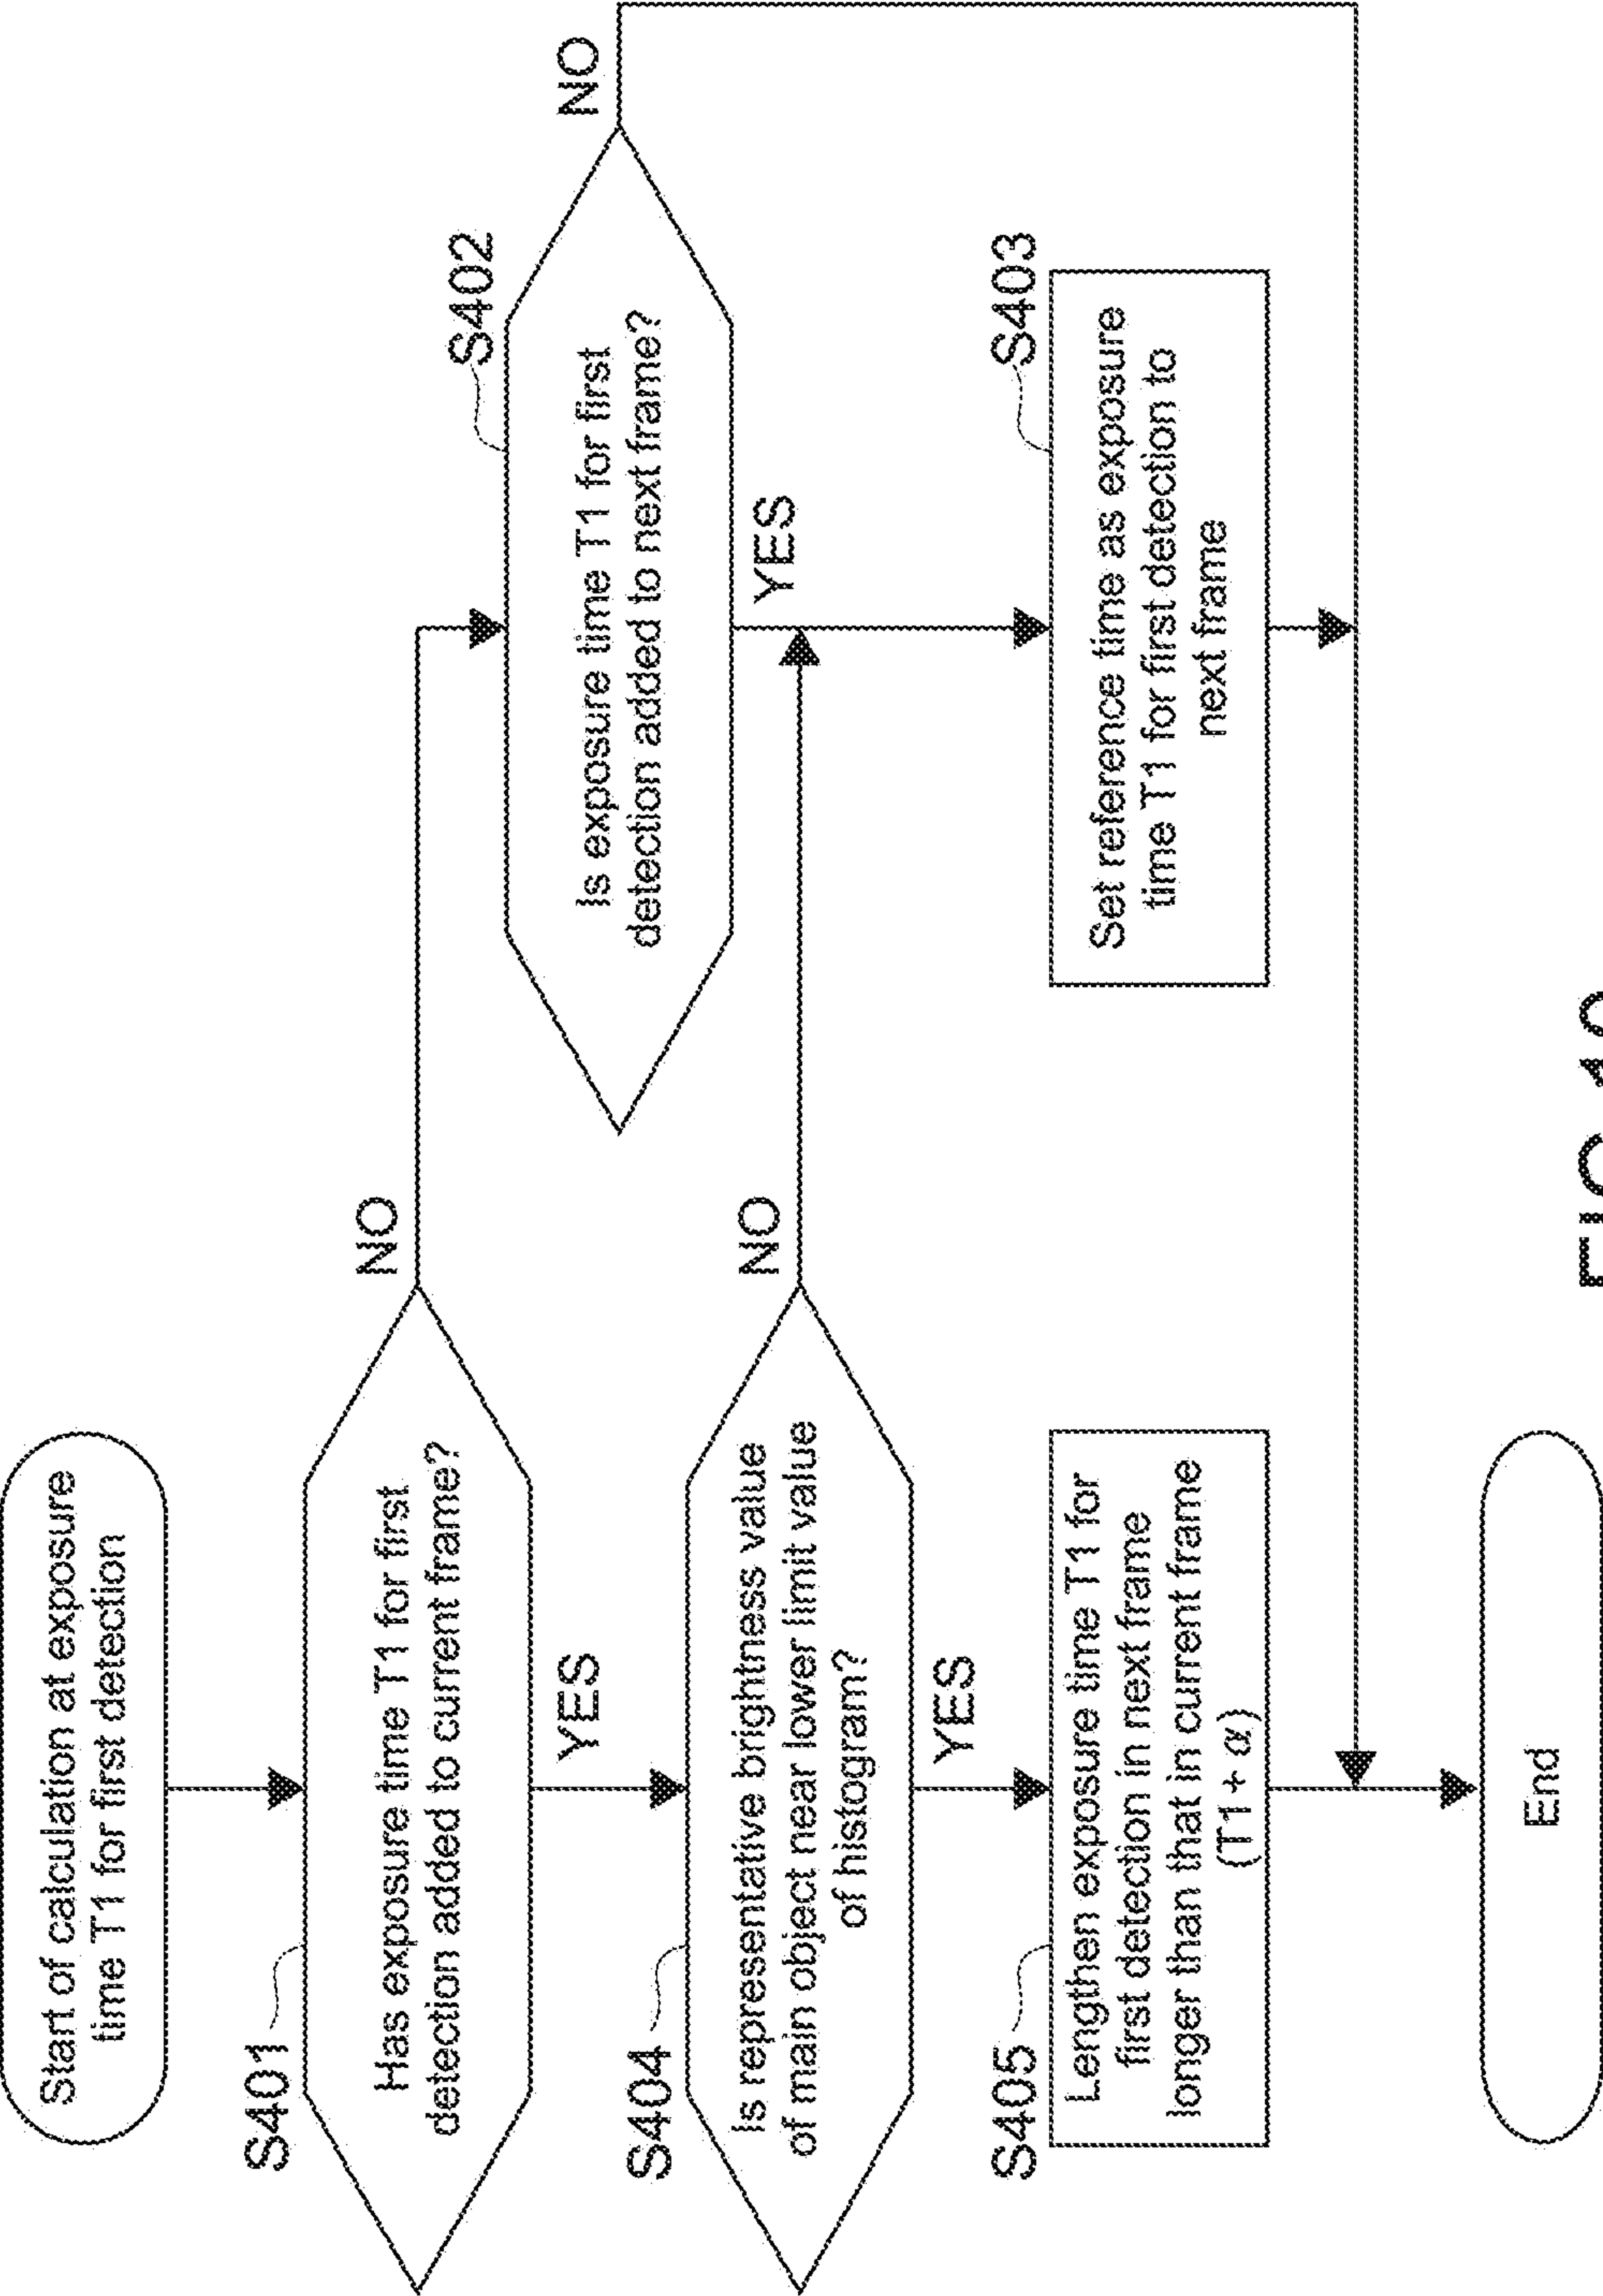 Start of calculation at exposure
time T1 for first detection
S401
Has exposure time T1 for first
detection added to current frame?
NO
YES
S402
Is exposure time T1 for first
detection added to next frame?
NO
YES
S404
Is representative brightness value
of main object near lower limit value
of histogram?
NO
YES
S403
Set reference time as exposure
time T1 for first detection to
next frame
S405
Lengthen exposure time T1 for
first detection in next frame
longer than that in current frame
(T1 + α)
End